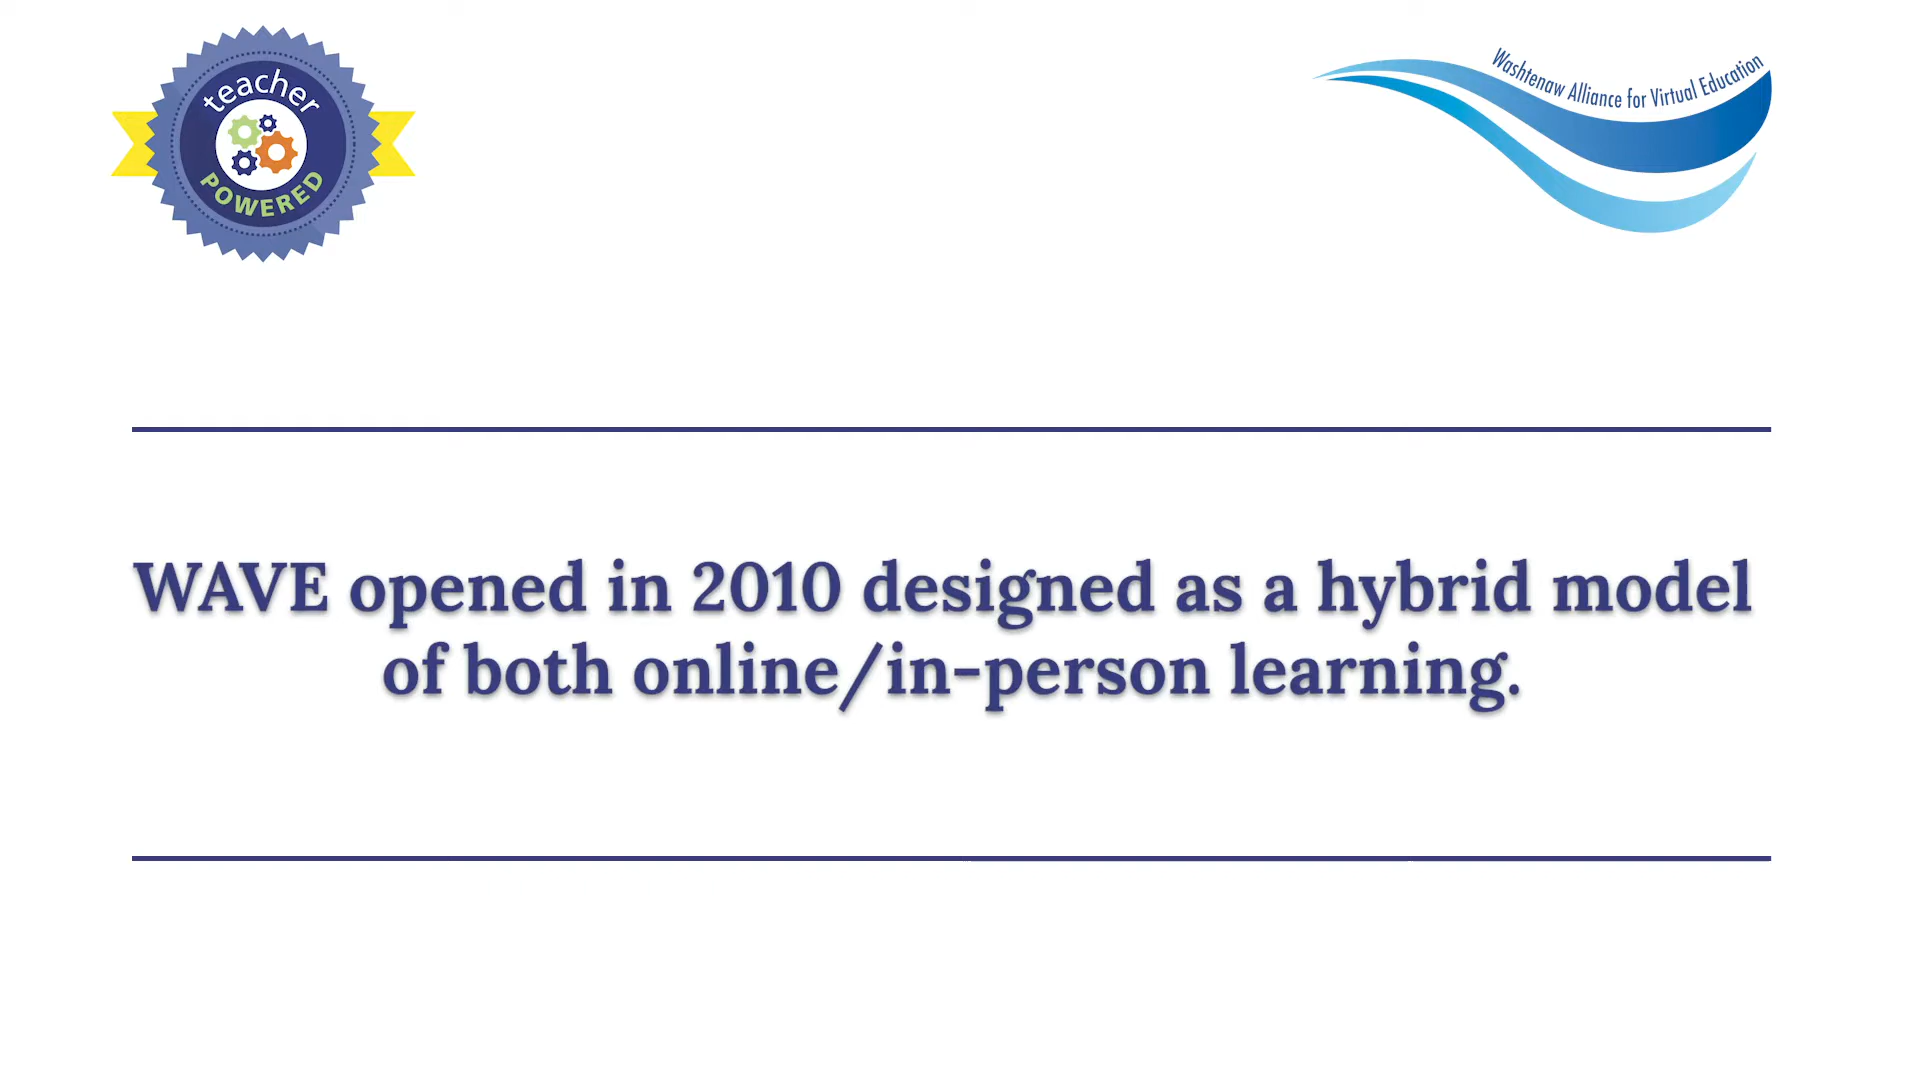 teacher
POWERED
Washtenaw Alliance for Virtual Education
WAVE opened in 2010 designed as a hybrid model
of both online/in-person learning.